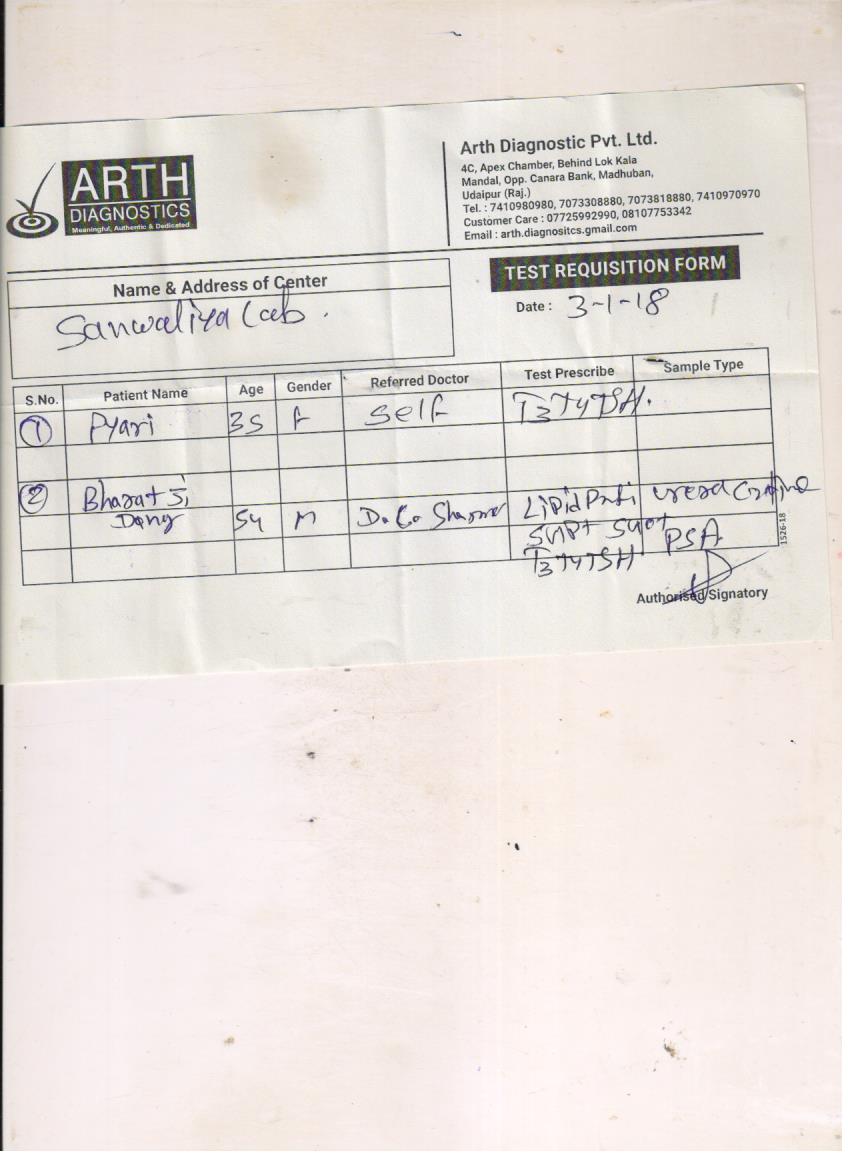 ARTH
DIAGNOSTICS
Meaningful, Authentic & Dedicated
Arth Diagnostic Pvt. Ltd.
4C, Apex Chamber, Behind Lok Kala
Mandal, Opp. Canara Bank, Madhuban,
Udaipur (Raj.)
Tel. : 7410980980, 7073308880, 7073818880, 7410970970
Customer Care : 07725992990, 08107753342
Email : arth.diagnositcs.gmail.com
Name & Address of Center
TEST REQUISITION FORM
Sanwaliya Lab.
Date : 3-1-18
S.No. Patient Name Age Gender Referred Doctor Test Prescribe Sample Type
1 Pyari 35 F self T3T4TSH.
2 Bharat Ji
Dang 54 M Sharma Lipid
SGPT SGOT PSA
T3T4TSH
1526-18
Authorised Signatory